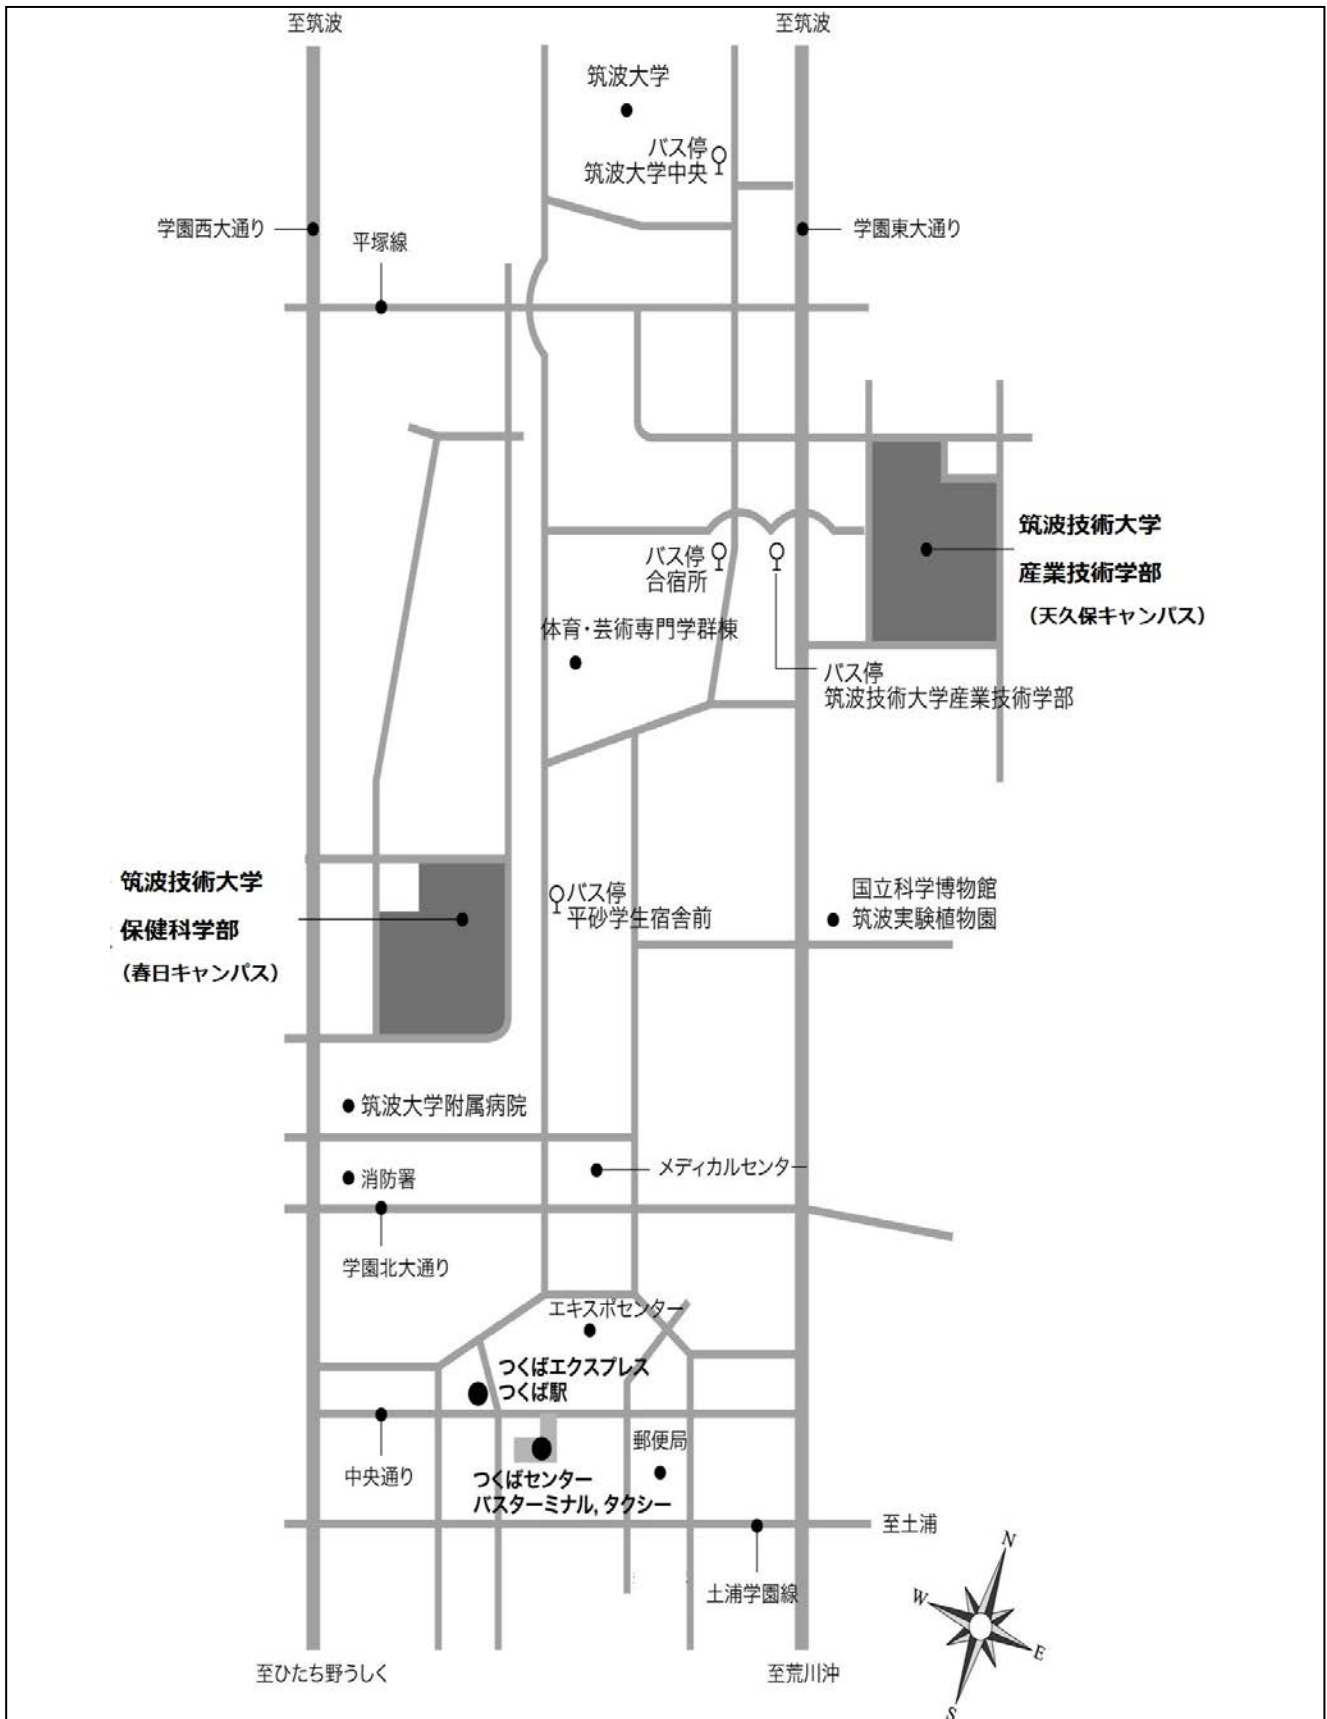 至筑波
至筑波
筑波大学
バス停
筑波大学中央
学園西大通り
学園東大通り
平塚線
筑波技術大学
産業技術学部
(天久保キャンパス)
バス停
合宿所
体育・芸術専門学群棟
バス停
筑波技術大学産業技術学部
筑波技術大学
保健科学部
(春日キャンパス)
バス停
平砂学生宿舎前
国立科学博物館
筑波実験植物園
筑波大学附属病院
メディカルセンター
消防署
学園北大通り
エキスポセンター
つくばエクスプレス
つくば駅
郵便局
中央通り
つくばセンター
バスターミナル, タクシー
至土浦
土浦学園線
N
W
E
S
至ひたち野うしく
至荒川沖